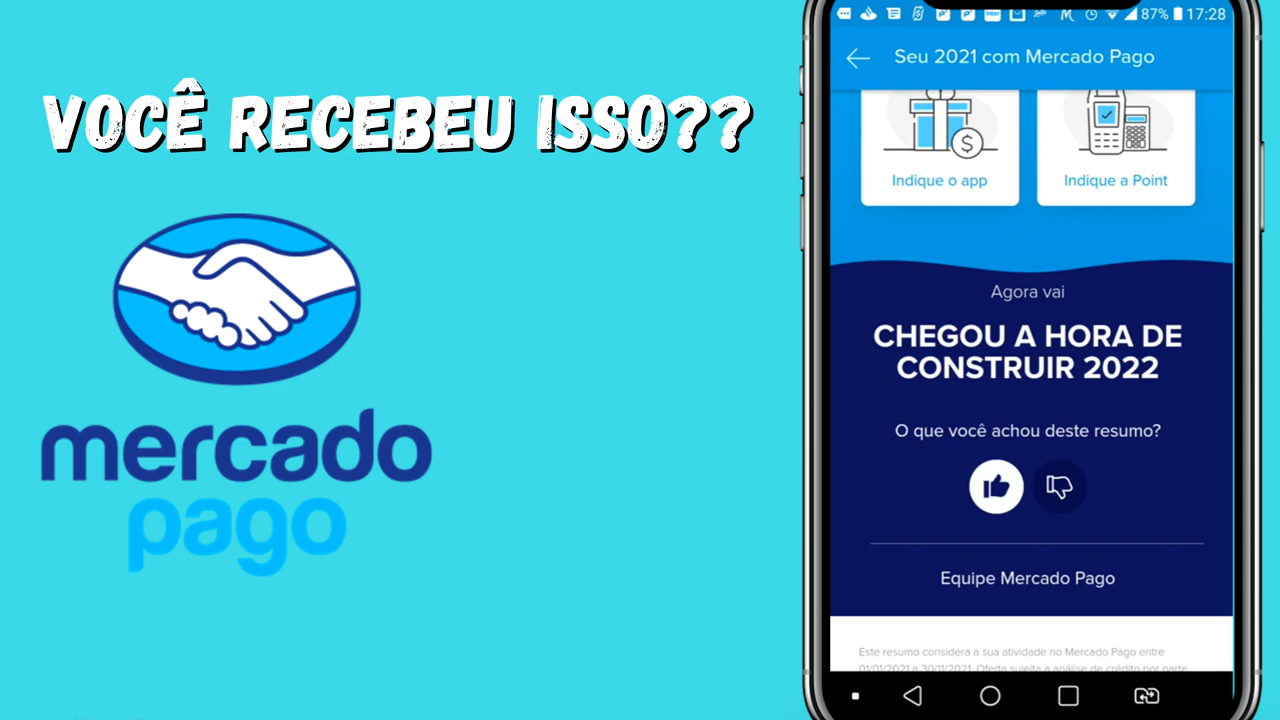 VOCÊ RECEBEU ISSO??
mercado
pago
87% 17:28
Seu 2021 com Mercado Pago
Indique o app
Indique a Point
Agora vai
CHEGOU A HORA DE
CONSTRUIR 2022
O que você achou deste resumo?
Equipe Mercado Pago
Este resumo considera a sua atividade no Mercado Pago entre
01/01/2021 a 30/11/2021. Oferta sujeita a análise de crédito por parte